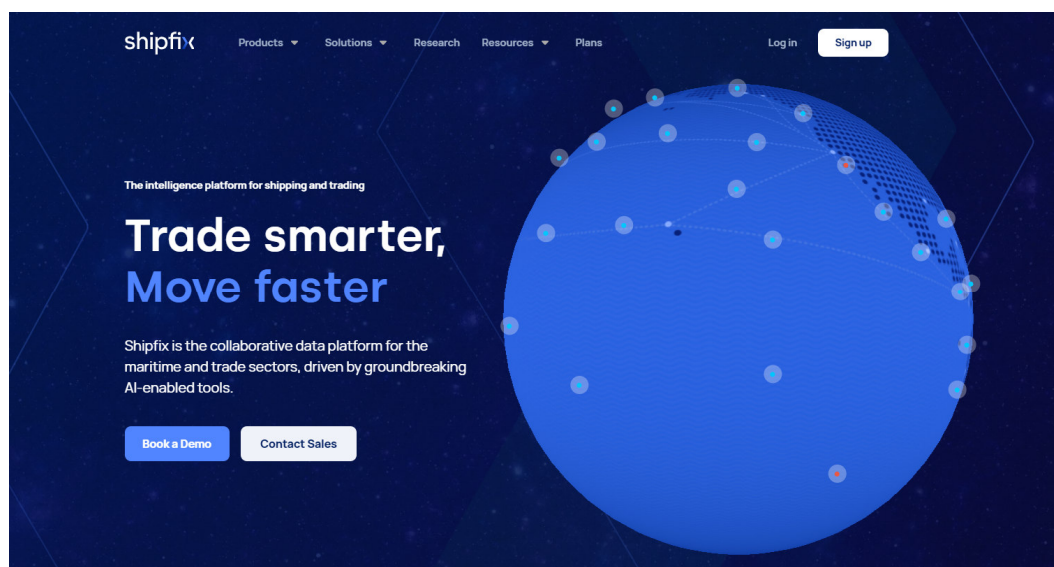 shipfix
Products
Solutions
Research
Resources
Plans
Log in
Sign up
The intelligence platform for shipping and trading
Trade smarter,
Move faster
Shipfix is the collaborative data platform for the
maritime and trade sectors, driven by groundbreaking
AI-enabled tools.
Book a Demo
Contact Sales